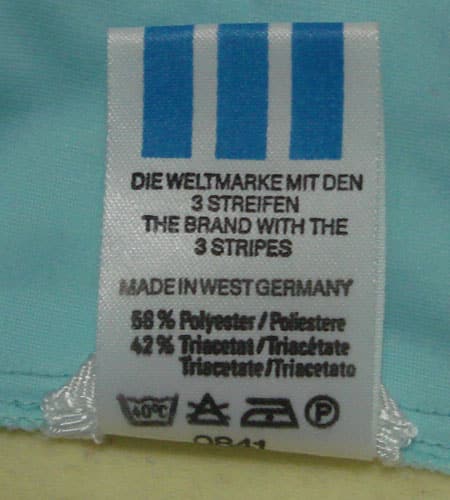 DIE WELTMARKE MIT DEN
3 STREIFEN
THE BRAND WITH THE
3 STRIPES
MADE IN WEST GERMANY
58 % Polyester / Poliestere
42 % Triacetat / Triacétate
Triacetate / Triacetato
40°C A P
0841